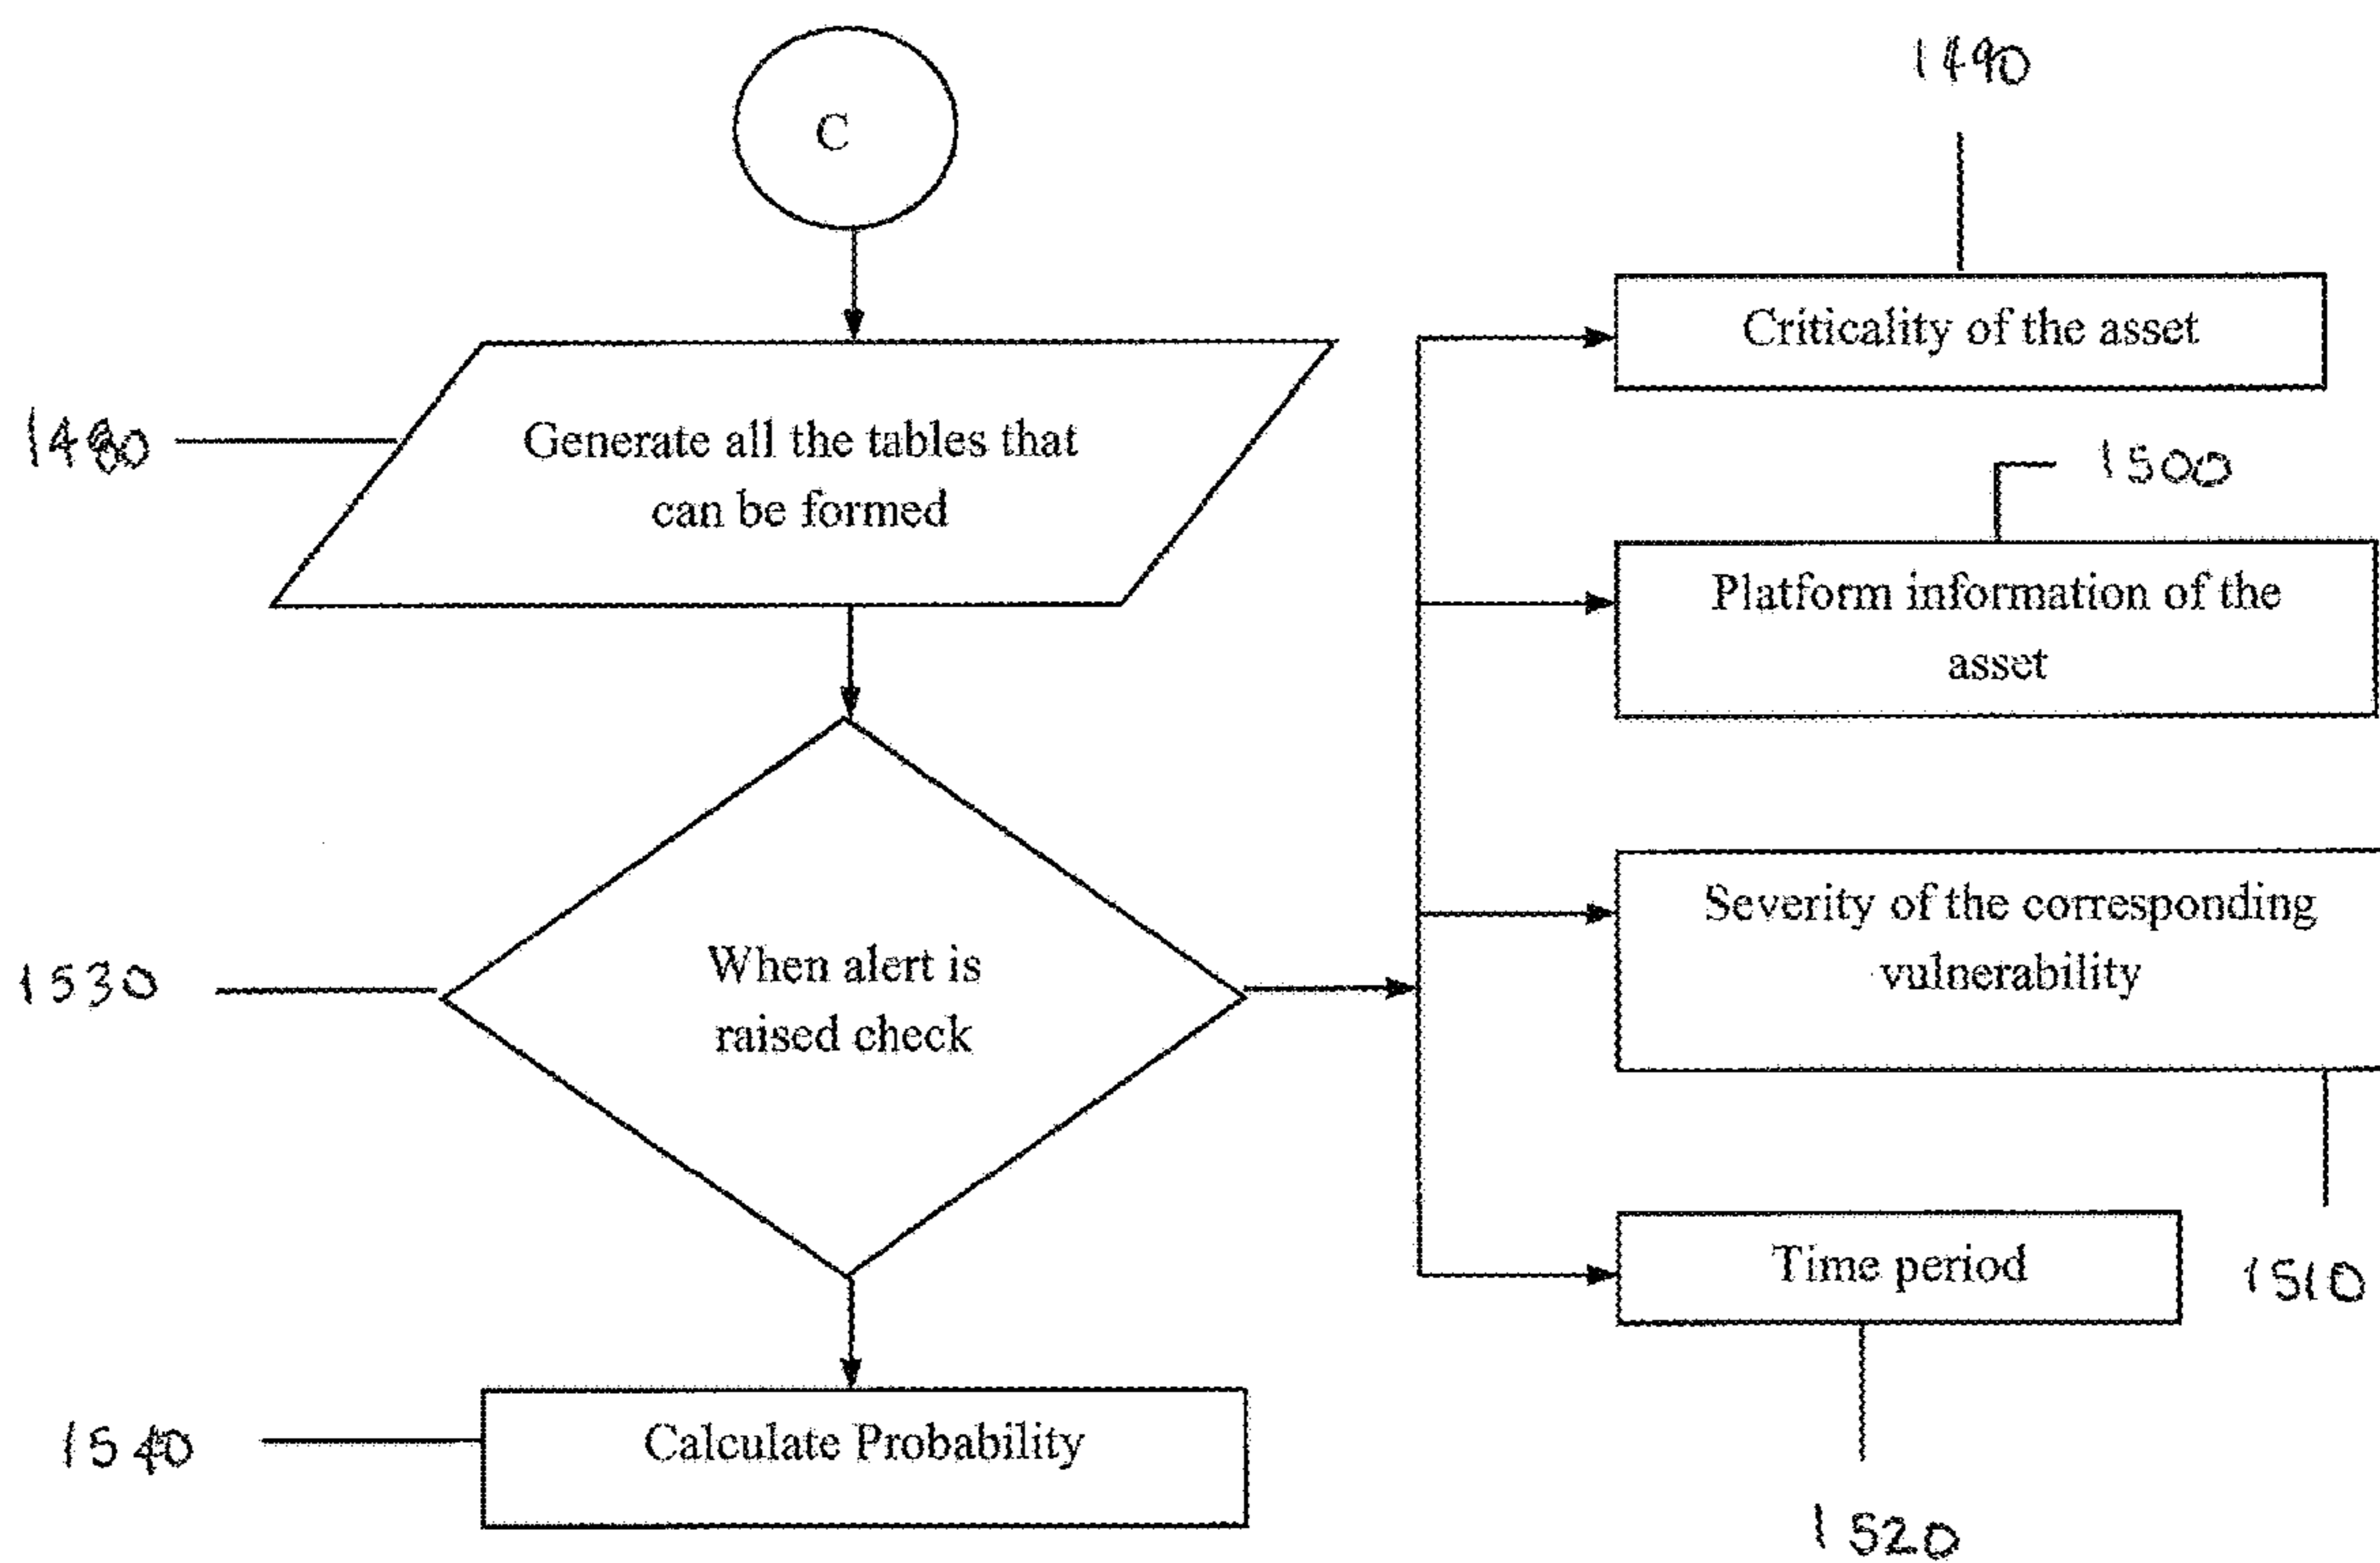 C
1480
Generate all the tables that
can be formed
1530
When alert is
raised check
1540
Calculate Probability
1490
Criticality of the asset
1500
Platform information of the
asset
Severity of the corresponding
vulnerability
1510
Time period
1520